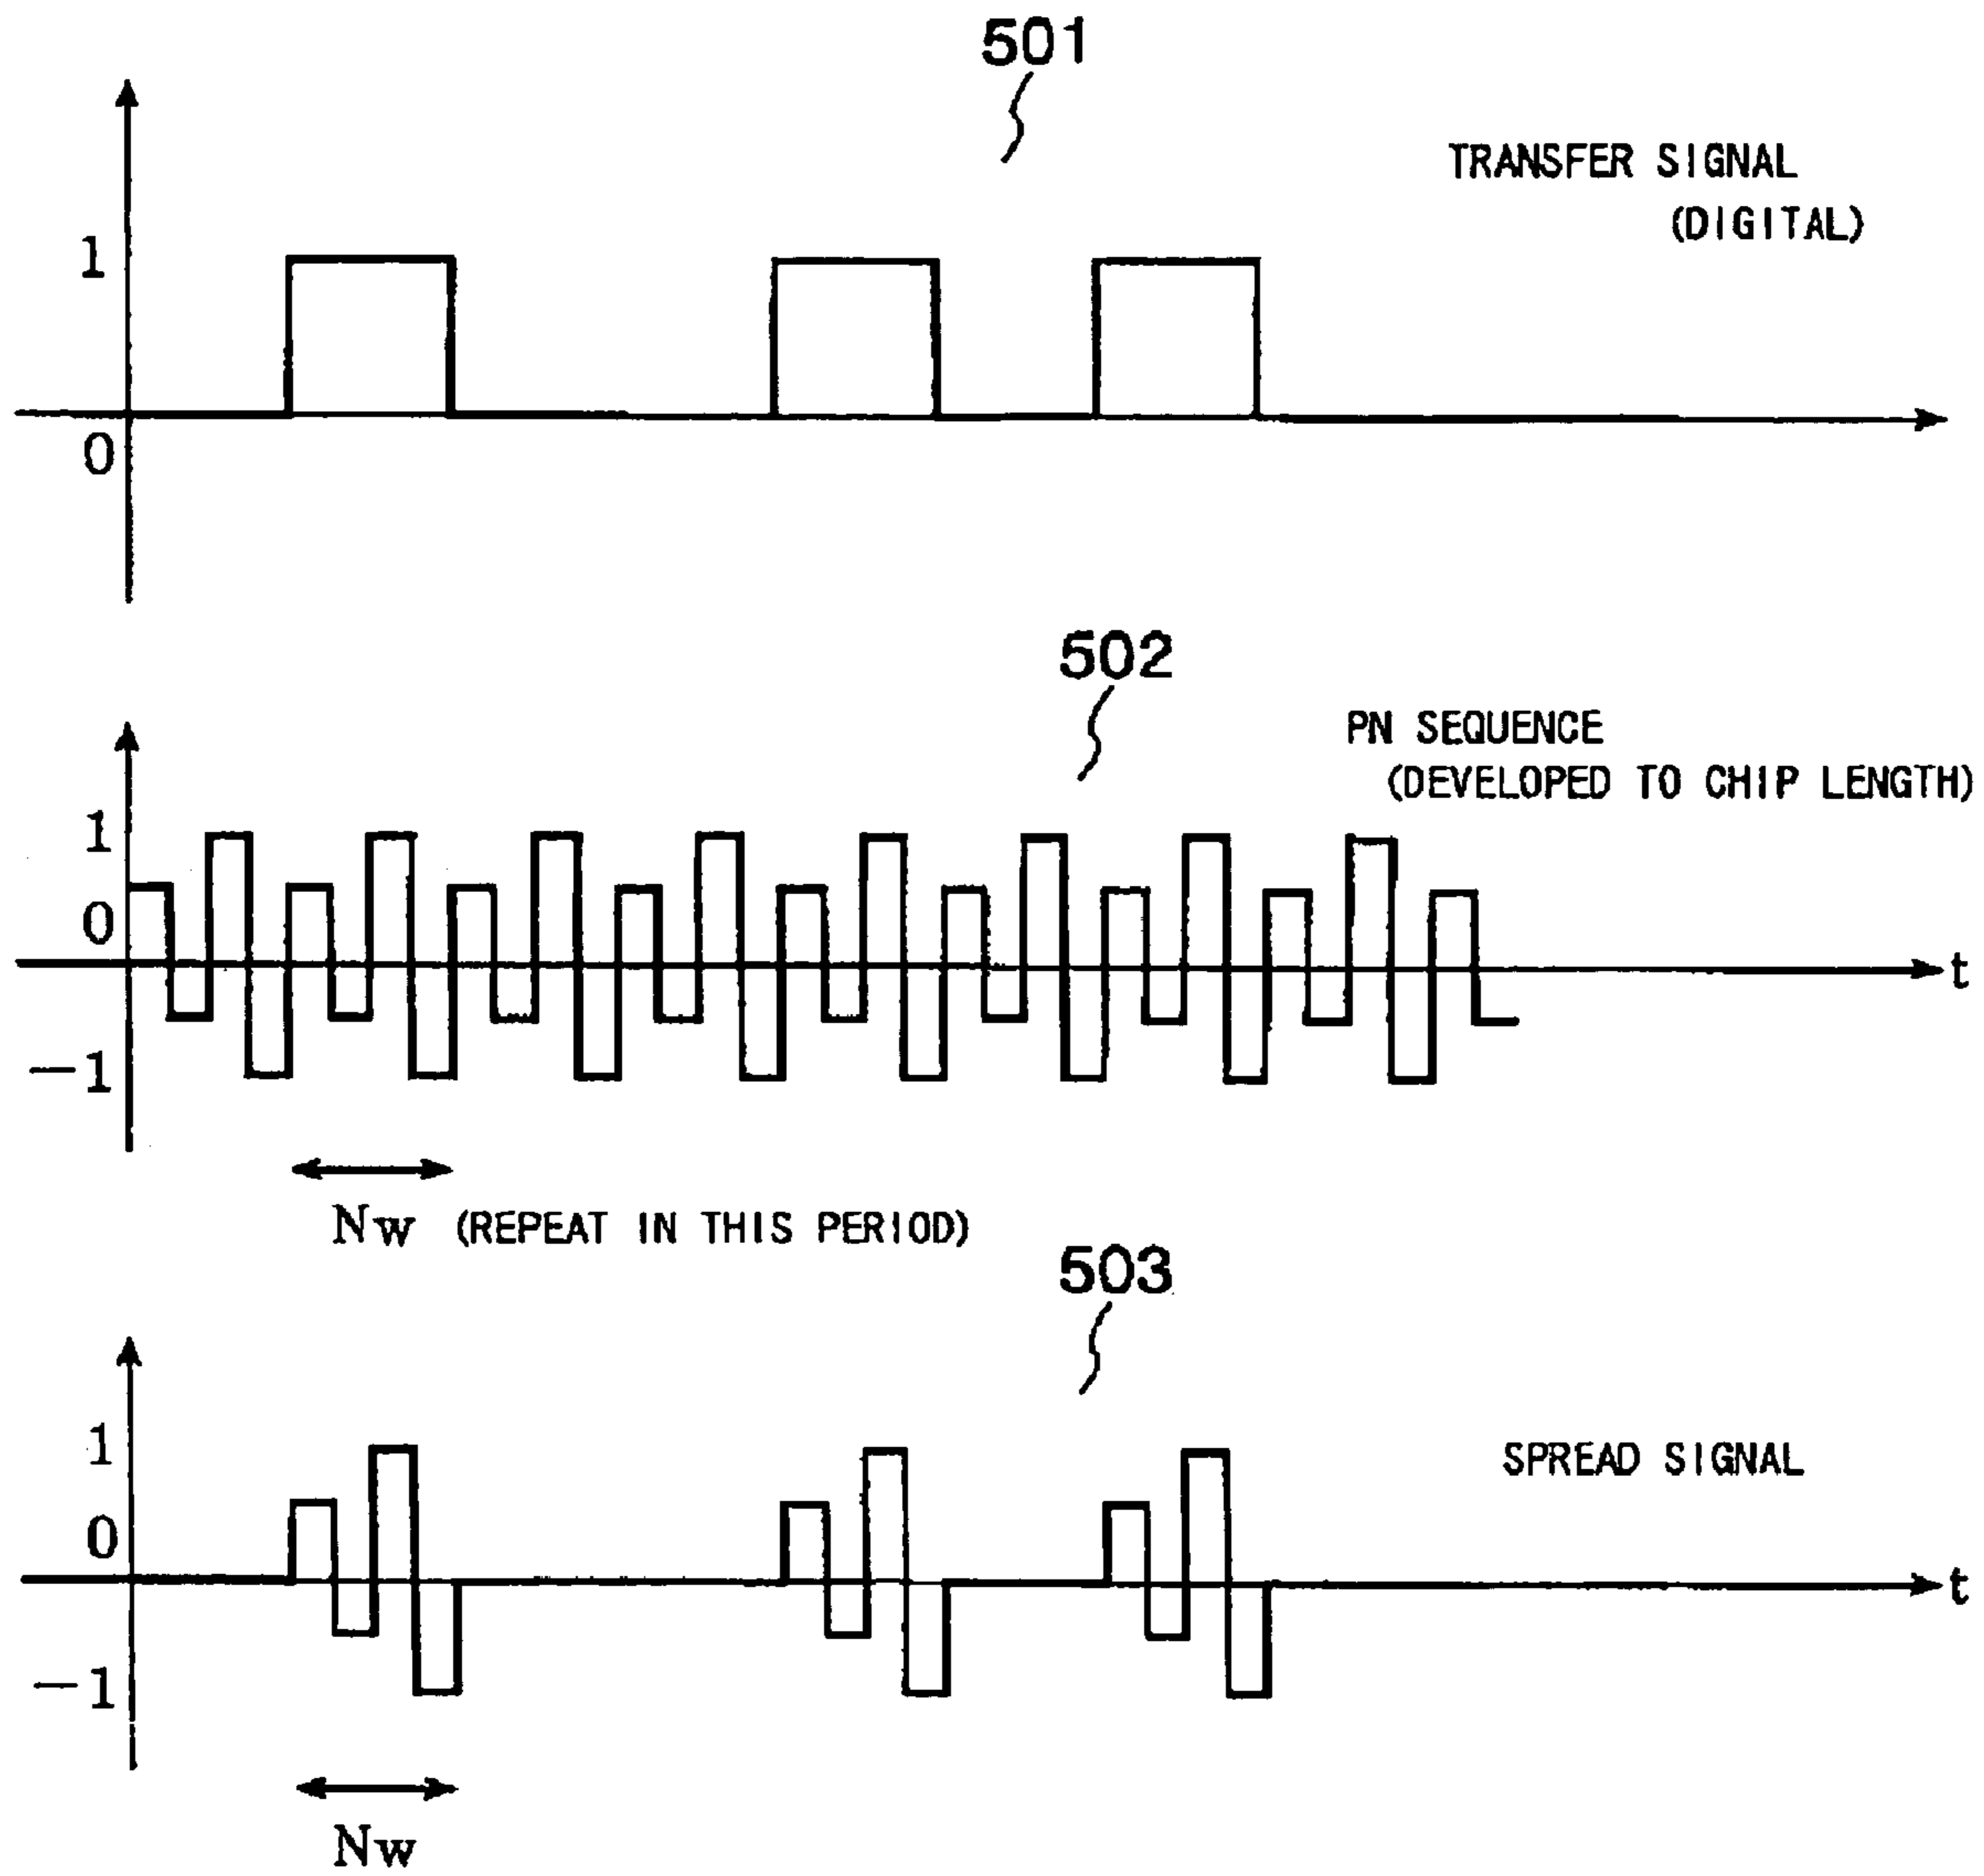 501
TRANSFER SIGNAL
(DIGITAL)
1
0
502
PN SEQUENCE
(DEVELOPED TO CHIP LENGTH)
1
0
t
-1
Nw (REPEAT IN THIS PERIOD)
503
1
SPREAD SIGNAL
0
t
-1
Nw